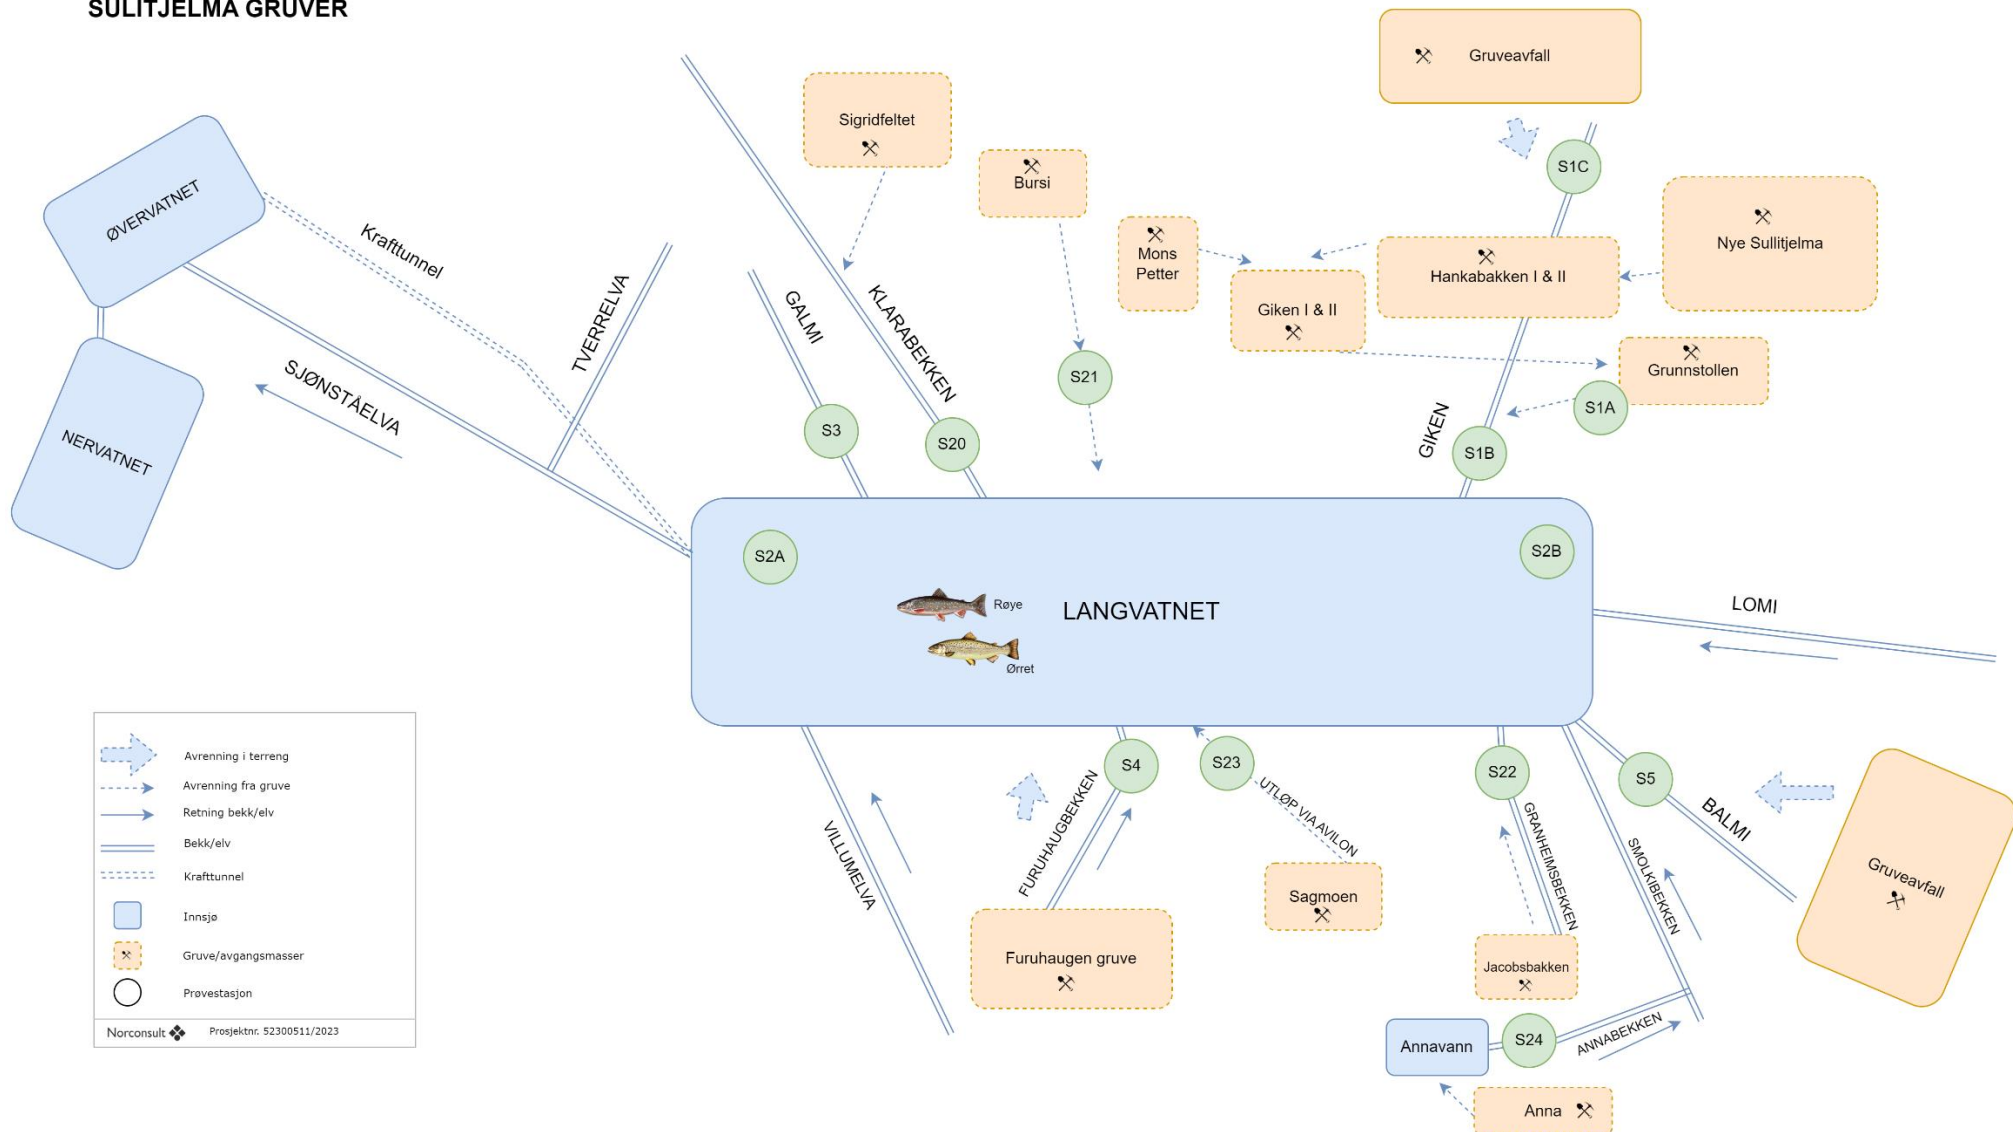 SULITJELMA GRUVER
Gruveavfall
Sigridfeltet
Bursi
S1C
ØVERVATNET
Krafttunnel
Mons
Petter
Hankabakken I & II
Nye Sullitjelma
TVERRELVA
GALMI
KLARABEKKEN
Giken I & II
Grunnstollen
S21
S1A
SJØNSTÅELVA
NERVATNET
S3
S20
GIKEN
S1B
S2A
S2B
Røye
LANGVATNET
Ørret
LOMI
S4
S23
S22
S5
UTLØP VIA AVILON
VILLUMELVA
FURUHAUGBEKKEN
GRANHEIMSBEKKEN
SMOLKIBEKKEN
BALMI
Gruveavfall
Sagmoen
Furuhaugen gruve
Jacobsbakken
Annavann
S24
ANNABEKKEN
Anna
Avrenning i terreng
Avrenning fra gruve
Retning bekk/elv
Bekk/elv
Krafttunnel
Innsjø
Gruve/avgangsmasser
Prøvestasjon
Norconsult Prosjektnr. 52300511/2023